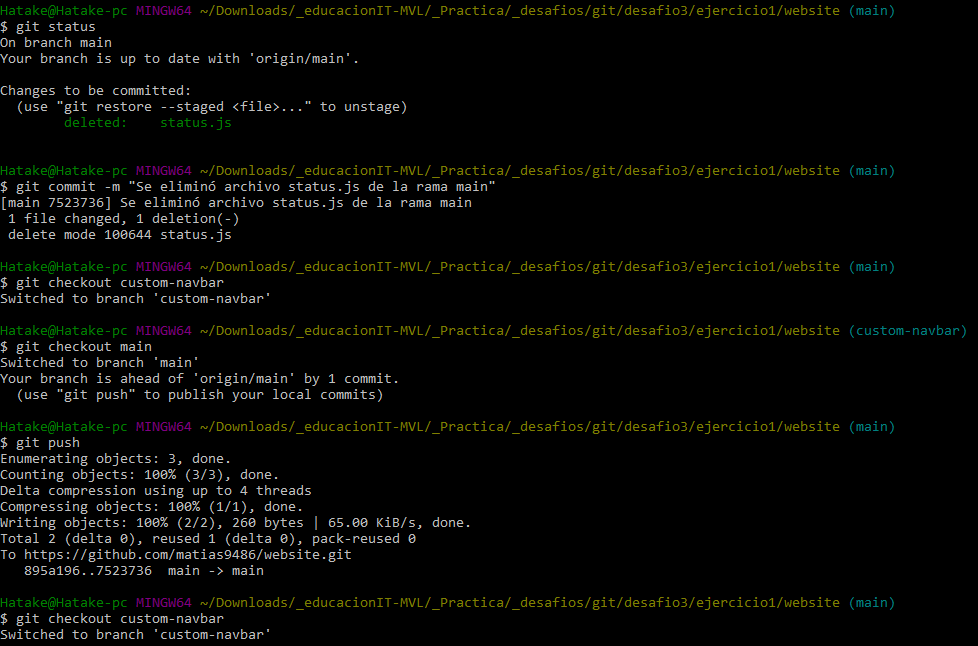 Hatake@Hatake-pc MINGW64 ~/Downloads/_educacionIT-MVL/_Practica/_desafios/git/desafio3/ejercicio1/website (main)
$ git status
On branch main
Your branch is up to date with 'origin/main'.

Changes to be committed:
  (use "git restore --staged <file>..." to unstage)
        deleted:    status.js

Hatake@Hatake-pc MINGW64 ~/Downloads/_educacionIT-MVL/_Practica/_desafios/git/desafio3/ejercicio1/website (main)
$ git commit -m "Se eliminó archivo status.js de la rama main"
[main 7523736] Se eliminó archivo status.js de la rama main
 1 file changed, 1 deletion(-)
 delete mode 100644 status.js

Hatake@Hatake-pc MINGW64 ~/Downloads/_educacionIT-MVL/_Practica/_desafios/git/desafio3/ejercicio1/website (main)
$ git checkout custom-navbar
Switched to branch 'custom-navbar'

Hatake@Hatake-pc MINGW64 ~/Downloads/_educacionIT-MVL/_Practica/_desafios/git/desafio3/ejercicio1/website (custom-navbar)
$ git checkout main
Switched to branch 'main'
Your branch is ahead of 'origin/main' by 1 commit.
  (use "git push" to publish your local commits)

Hatake@Hatake-pc MINGW64 ~/Downloads/_educacionIT-MVL/_Practica/_desafios/git/desafio3/ejercicio1/website (main)
$ git push
Enumerating objects: 3, done.
Counting objects: 100% (3/3), done.
Delta compression using up to 4 threads
Compressing objects: 100% (1/1), done.
Writing objects: 100% (2/2), 260 bytes | 65.00 KiB/s, done.
Total 2 (delta 0), reused 1 (delta 0), pack-reused 0
To https://github.com/matias9486/website.git
   895a196..7523736  main -> main

Hatake@Hatake-pc MINGW64 ~/Downloads/_educacionIT-MVL/_Practica/_desafios/git/desafio3/ejercicio1/website (main)
$ git checkout custom-navbar
Switched to branch 'custom-navbar'